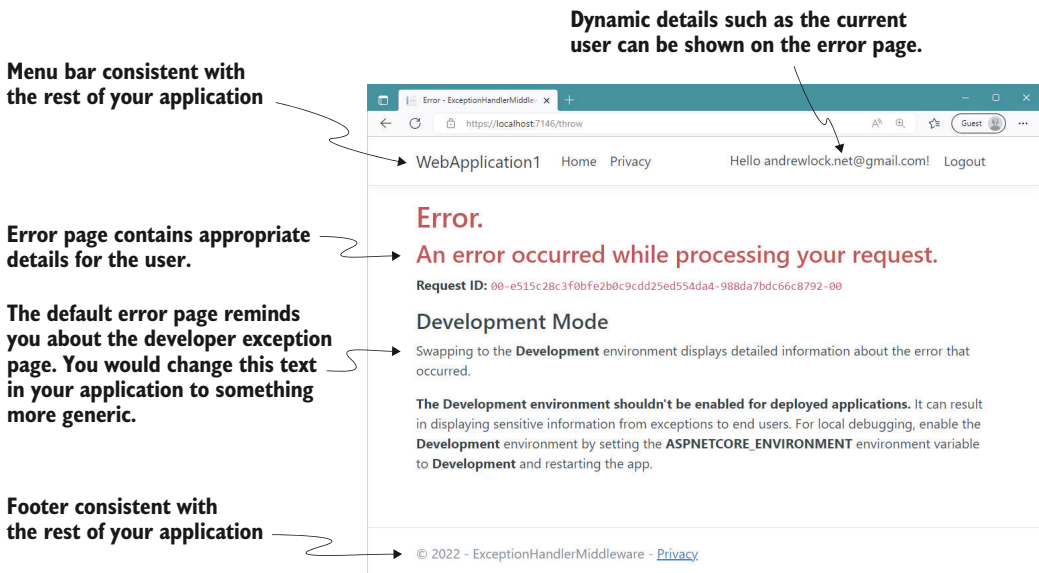 Dynamic details such as the current
user can be shown on the error page.
Menu bar consistent with
the rest of your application
Error - ExceptionHandlerMiddle
https://localhost:7146/throw
Guest
WebApplication1 Home Privacy Hello andrewlock.net@gmail.com! Logout
Error.
Error page contains appropriate
details for the user.
An error occurred while processing your request.
Request ID: 00-e515c28c3f0bfe2b0c9cdd25ed554da4-988da7bdc66c8792-00
The default error page reminds
you about the developer exception
page. You would change this text
in your application to something
more generic.
Development Mode
Swapping to the Development environment displays detailed information about the error that
occurred.
The Development environment shouldn't be enabled for deployed applications. It can result
in displaying sensitive information from exceptions to end users. For local debugging, enable the
Development environment by setting the ASPNETCORE_ENVIRONMENT environment variable
to Development and restarting the app.
Footer consistent with
the rest of your application
© 2022 - ExceptionHandlerMiddleware - Privacy